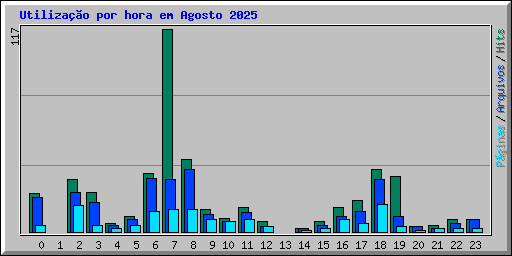 Utilização por hora em Agosto 2025
117
Páginas / Arquivos / Hits
0 1 2 3 4 5 6 7 8 9 10 11 12 13 14 15 16 17 18 19 20 21 22 23